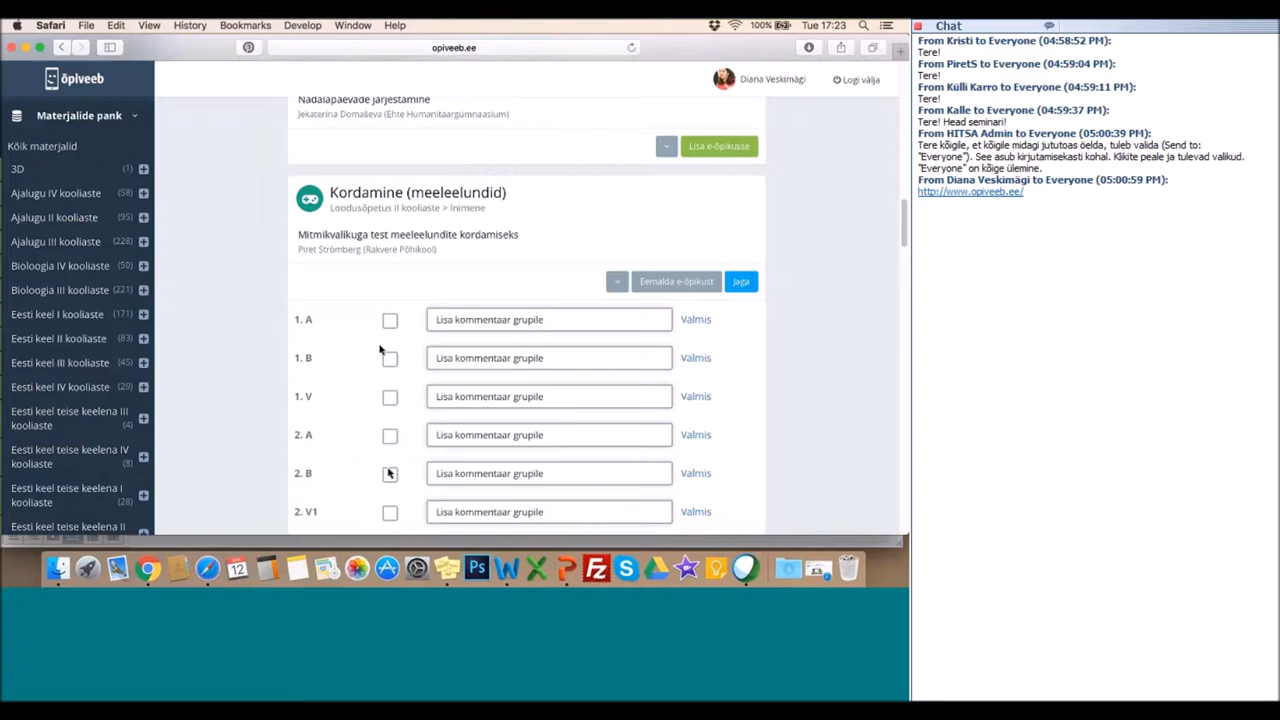 Safari File Edit View History Bookmarks Develop Window Help 100% Tue 17:23
opiveeb.ee
õpiveeb
Diana Veskimägi Logi välja
Materjalide pank
Kõik materjalid
3D (1)
Ajalugu IV kooliaste (58)
Ajalugu II kooliaste (95)
Ajalugu III kooliaste (228)
Bioloogia IV kooliaste (50)
Bioloogia III kooliaste (221)
Eesti keel I kooliaste (171)
Eesti keel II kooliaste (83)
Eesti keel III kooliaste (45)
Eesti keel IV kooliaste (29)
Eesti keel teise keelena III
kooliaste (4)
Eesti keel teise keelena IV
kooliaste (8)
Eesti keel teise keelena I
kooliaste (28)
Eesti keel teise keelena II
Nädalapäevade järjestamine
Jekaterina Domaševa (Ehte Humanitaargümnaasium)
Lisa e-õpikusse
Kordamine (meeleelundid)
Loodusõpetus II kooliaste > Inimene
Mitmikvalikuga test meeleelundite kordamiseks
Piret Strömberg (Rakvere Põhikool)
Eemalda e-õpikust Jaga
1. A Lisa kommentaar grupile Valmis
1. B Lisa kommentaar grupile Valmis
1. V Lisa kommentaar grupile Valmis
2. A Lisa kommentaar grupile Valmis
2. B Lisa kommentaar grupile Valmis
2. V1 Lisa kommentaar grupile Valmis
12
Ps
Fz
Chat
From Kristi to Everyone (04:58:52 PM):
Tere!
From PiretS to Everyone (04:59:04 PM):
Tere!
From Külli Karro to Everyone (04:59:11 PM):
Tere!
From Kalle to Everyone (04:59:37 PM):
Tere! Head seminari!
From HITSA Admin to Everyone (05:00:39 PM):
Tere kõigile, et kõigile midagi jututoas öelda, tuleb valida (Send to:
"Everyone"). See asub kirjutamisekasti kohal. Klikite peale ja tulevad valikud.
"Everyone" on kõige ülemine.
From Diana Veskimägi to Everyone (05:00:59 PM):
http://www.opiveeb.ee/